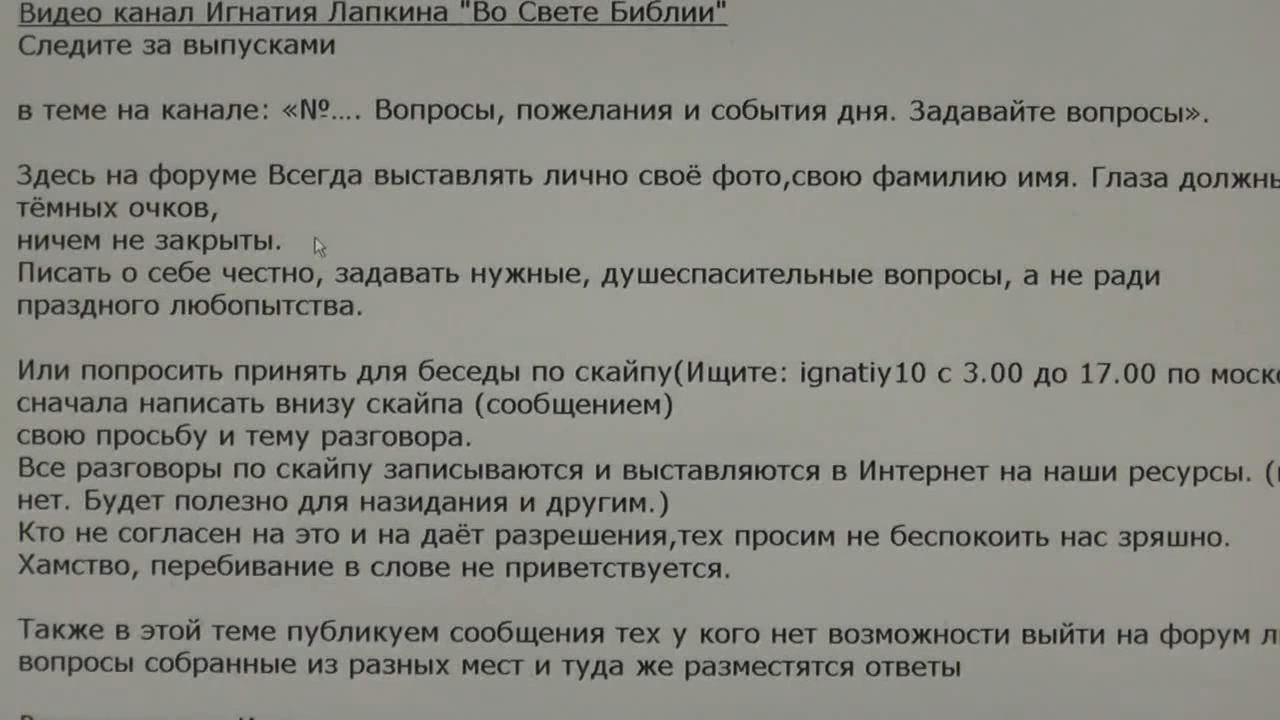 Видео канал Игнатия Лапкина "Во Свете Библии"
Следите за выпусками
в теме на канале: «№.... Вопросы, пожелания и события дня. Задавайте вопросы».
Здесь на форуме Всегда выставлять лично своё фото,свою фамилию имя. Глаза
тёмных очков,
ничем не закрыты.
Писать о себе честно, задавать нужные, душеспасительные вопросы, а не ради
праздного любопытства.
Или попросить принять для беседы по скайпу(Ищите: ignatiy10 с 3.00 до 17.00 по
сначала написать внизу скайпа (сообщением)
свою просьбу и тему разговора.
Все разговоры по скайпу записываются и выставляются в Интернет на наши ресурсы.
нет. Будет полезно для назидания и другим.)
Кто не согласен на это и на даёт разрешения,тех просим не беспокоить нас зряшно.
Хамство, перебивание в слове не приветствуется.
Также в этой теме публикуем сообщения тех у кого нет возможности выйти на форум
вопросы собранные из разных мест и туда же разместятся ответы